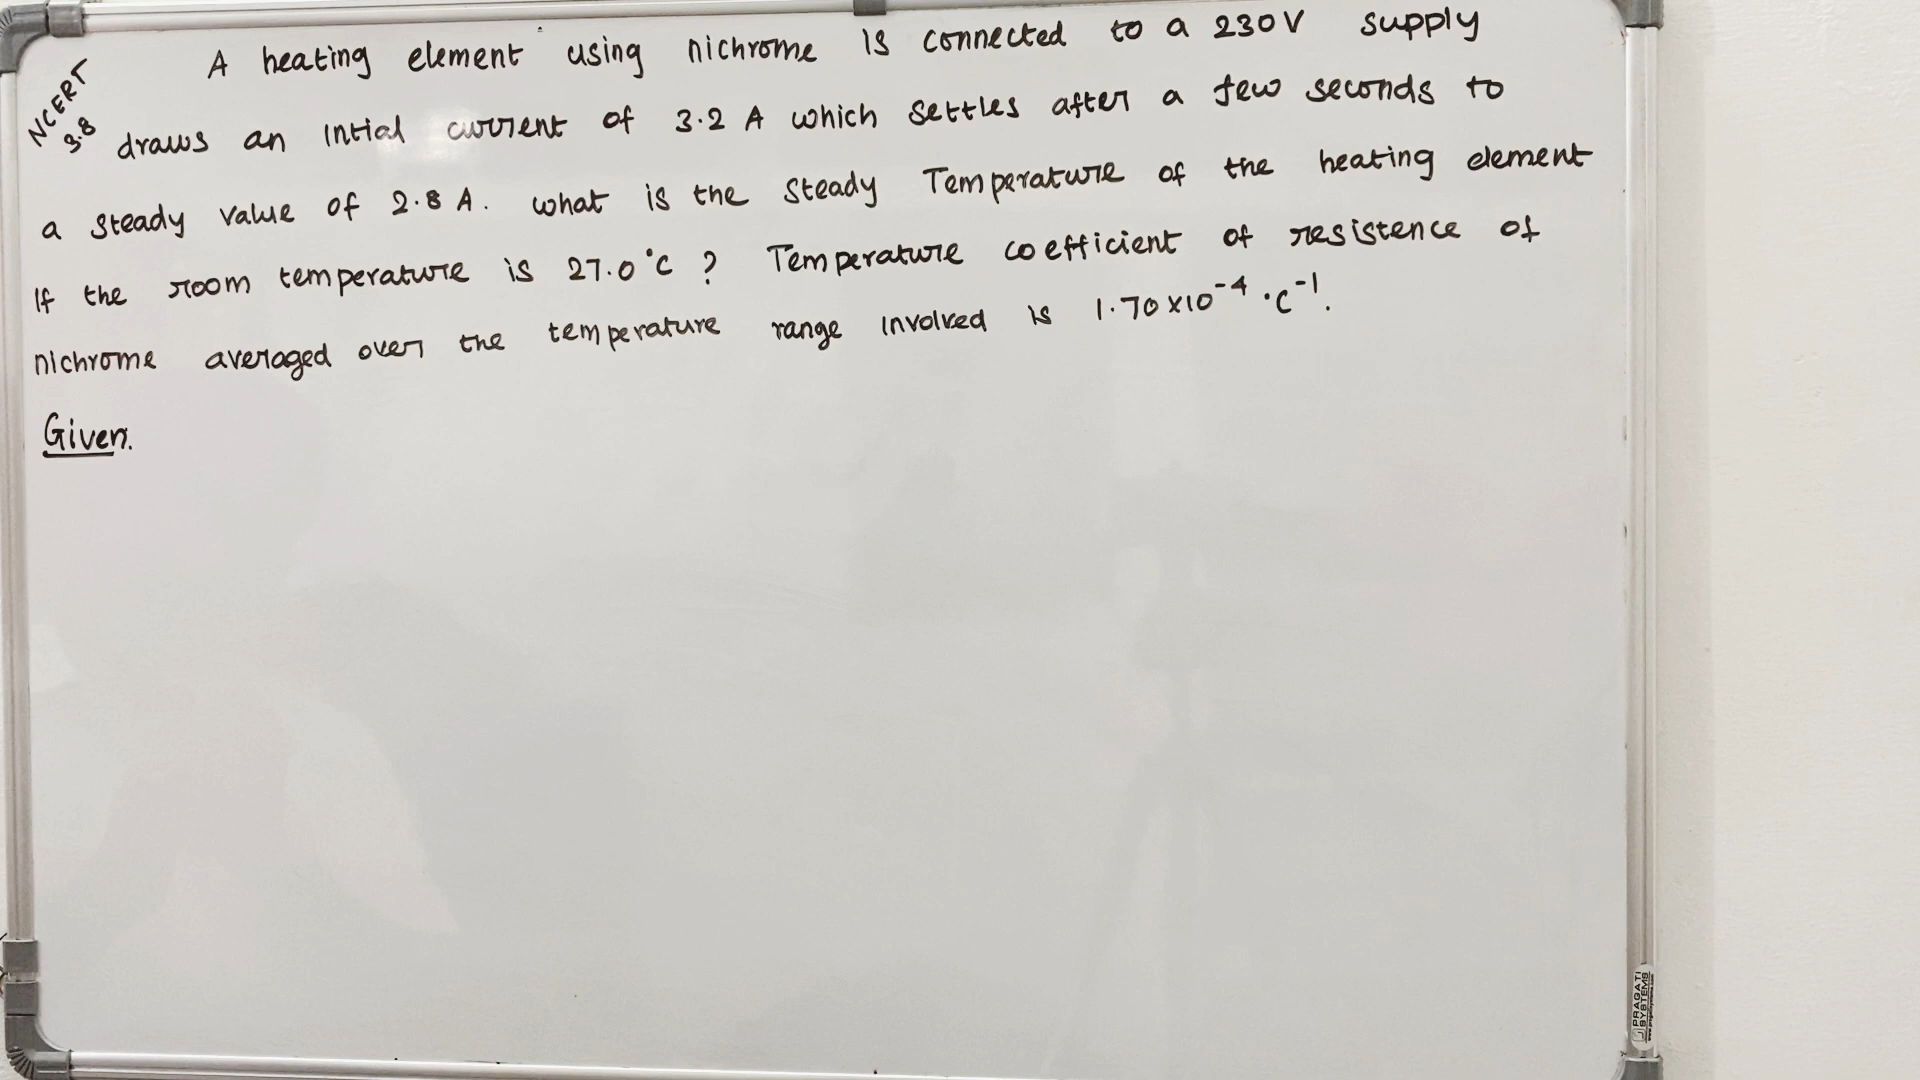 NCERT
3.8
A heating element using nichrome is connected to a 230V supply
draws an intial current of 3.2 A which settles after a few seconds to
a steady value of 2.8 A. what is the steady Temperature of the heating element
If the room temperature is 27.0°C ? Temperature coefficient of resistence of
nichrome averaged over the temperature range involved is 1.70×10⁻⁴ °C⁻¹.
Given.
PRAGATI
SYSTEMS